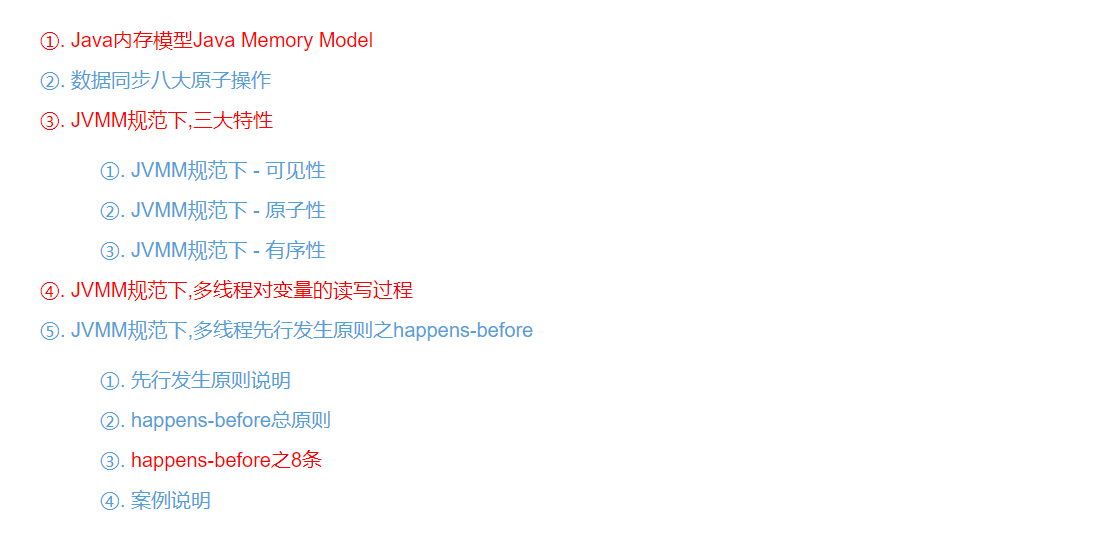 ①. Java内存模型Java Memory Model
②. 数据同步八大原子操作
③. JVMM规范下,三大特性
①. JVMM规范下 - 可见性
②. JVMM规范下 - 原子性
③. JVMM规范下 - 有序性
④. JVMM规范下,多线程对变量的读写过程
⑤. JVMM规范下,多线程先行发生原则之happens-before
①. 先行发生原则说明
②. happens-before总原则
③. happens-before之8条
④. 案例说明